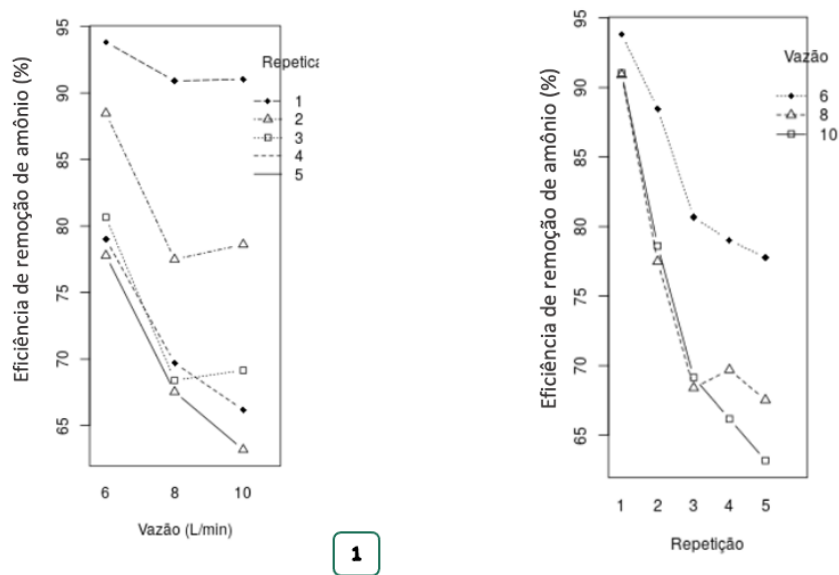 Eficiência de remoção de amônio (%)
95
90
85
80
75
70
65
6 8 10
Vazão (L/min)
Repetica
1
2
3
4
5
1
Eficiência de remoção de amônio (%)
95
90
85
80
75
70
65
1 2 3 4 5
Repetição
Vazão
6
8
10